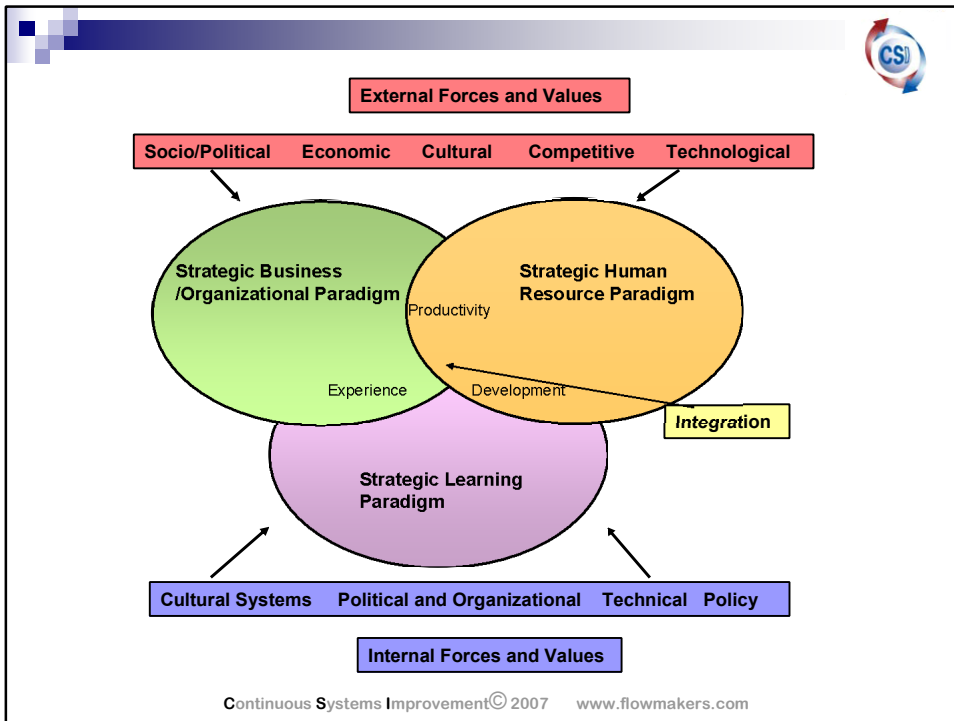 CSI
External Forces and Values
Socio/Political Economic Cultural Competitive Technological
Strategic Business
/Organizational Paradigm
Strategic Human
Resource Paradigm
Productivity
Experience
Development
Integration
Strategic Learning
Paradigm
Cultural Systems Political and Organizational Technical Policy
Internal Forces and Values
Continuous Systems Improvement© 2007 www.flowmakers.com